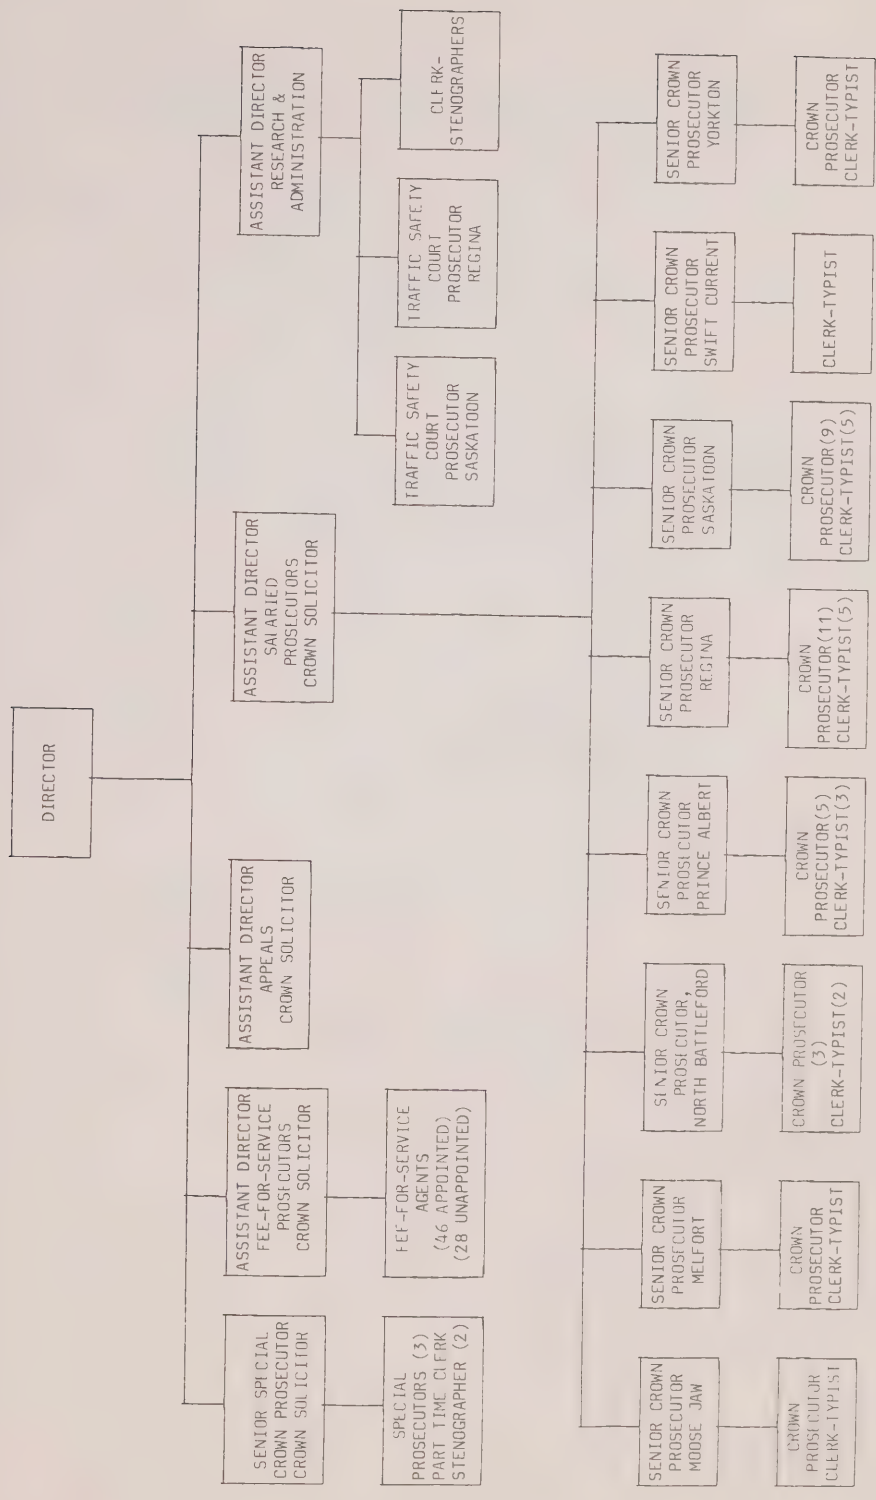 DIRECTOR
SENIOR SPECIAL
CROWN PROSECUTOR
CROWN SOLICITOR
ASSISTANT DIRECTOR
FEE-FOR-SERVICE
PROSECUTORS
CROWN SOLICITOR
ASSISTANT DIRECTOR
APPEALS
CROWN SOLICITOR
ASSISTANT DIRECTOR
SALARIED
PROSECUTORS
CROWN SOLICITOR
ASSISTANT DIRECTOR
RESEARCH &
ADMINISTRATION
SPECIAL
PROSECUTORS (3)
PART TIME CLERK
STENOGRAPHER (2)
FEE-FOR-SERVICE
AGENTS
(46 APPOINTED)
(28 UNAPPOINTED)
TRAFFIC SAFETY
COURT
PROSECUTOR
SASKATOON
TRAFFIC SAFETY
COURT
PROSECUTOR
REGINA
CLERK-
STENOGRAPHERS
SENIOR CROWN
PROSECUTOR
MOOSE JAW
SENIOR CROWN
PROSECUTOR
MELFORT
SENIOR CROWN
PROSECUTOR,
NORTH BATTLEFORD
SENIOR CROWN
PROSECUTOR
PRINCE ALBERT
SENIOR CROWN
PROSECUTOR
REGINA
SENIOR CROWN
PROSECUTOR
SASKATOON
SENIOR CROWN
PROSECUTOR
SWIFT CURRENT
SENIOR CROWN
PROSECUTOR
YORKTON
CROWN
PROSECUTOR
CLERK-TYPIST
CROWN
PROSECUTOR
CLERK-TYPIST
CROWN PROSECUTOR
(3)
CLERK-TYPIST(2)
CROWN
PROSECUTOR(5)
CLERK-TYPIST(3)
CROWN
PROSECUTOR(11)
CLERK-TYPIST(5)
CROWN
PROSECUTOR(9)
CLERK-TYPIST(5)
CLERK-TYPIST
CROWN
PROSECUTOR
CLERK-TYPIST